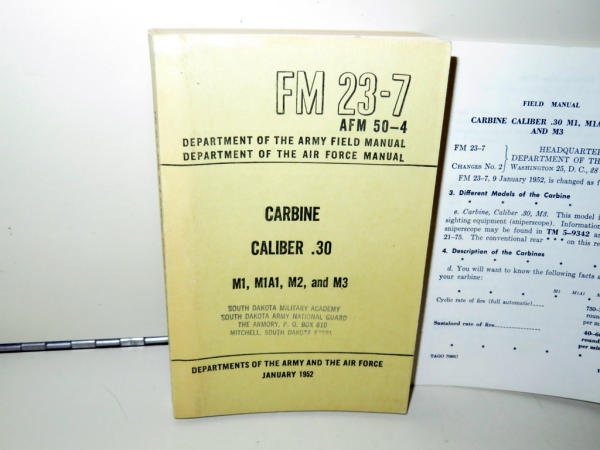 FM 23-7
AFM 50-4
DEPARTMENT OF THE ARMY FIELD MANUAL
DEPARTMENT OF THE AIR FORCE MANUAL
CARBINE
CALIBER .30
M1, M1A1, M2, and M3
SOUTH DAKOTA MILITARY ACADEMY
SOUTH DAKOTA ARMY NATIONAL GUARD
THE ARMORY, P. O. BOX 810
MITCHELL, SOUTH DAKOTA
DEPARTMENTS OF THE ARMY AND THE AIR FORCE
JANUARY 1952
FIELD MANUAL
CARBINE CALIBER .30 M1, M1A
AND M3
FM 23-7
CHANGES No. 2
HEADQUARTER
DEPARTMENT OF TH
WASHINGTON 25, D. C., 28
FM 23-7, 9 January 1952, is changed as f
3. Different Models of the Carbine
* * * * *
e. Carbine, Caliber .30, M3. This model i
sighting equipment (sniperscope). Information
sniperscope may be found in TM 5-9342 a
21-75. The conventional rear * * * on this re
* * * * *
4. Description of the Carbines
* * * * *
d. You will want to know the following facts a
your carbine:
* * * M1 M1A1
Cyclic rate of fire (full automatic)
750-
round
per m
Sustained rate of fire
40-6
round
per min
TAGO